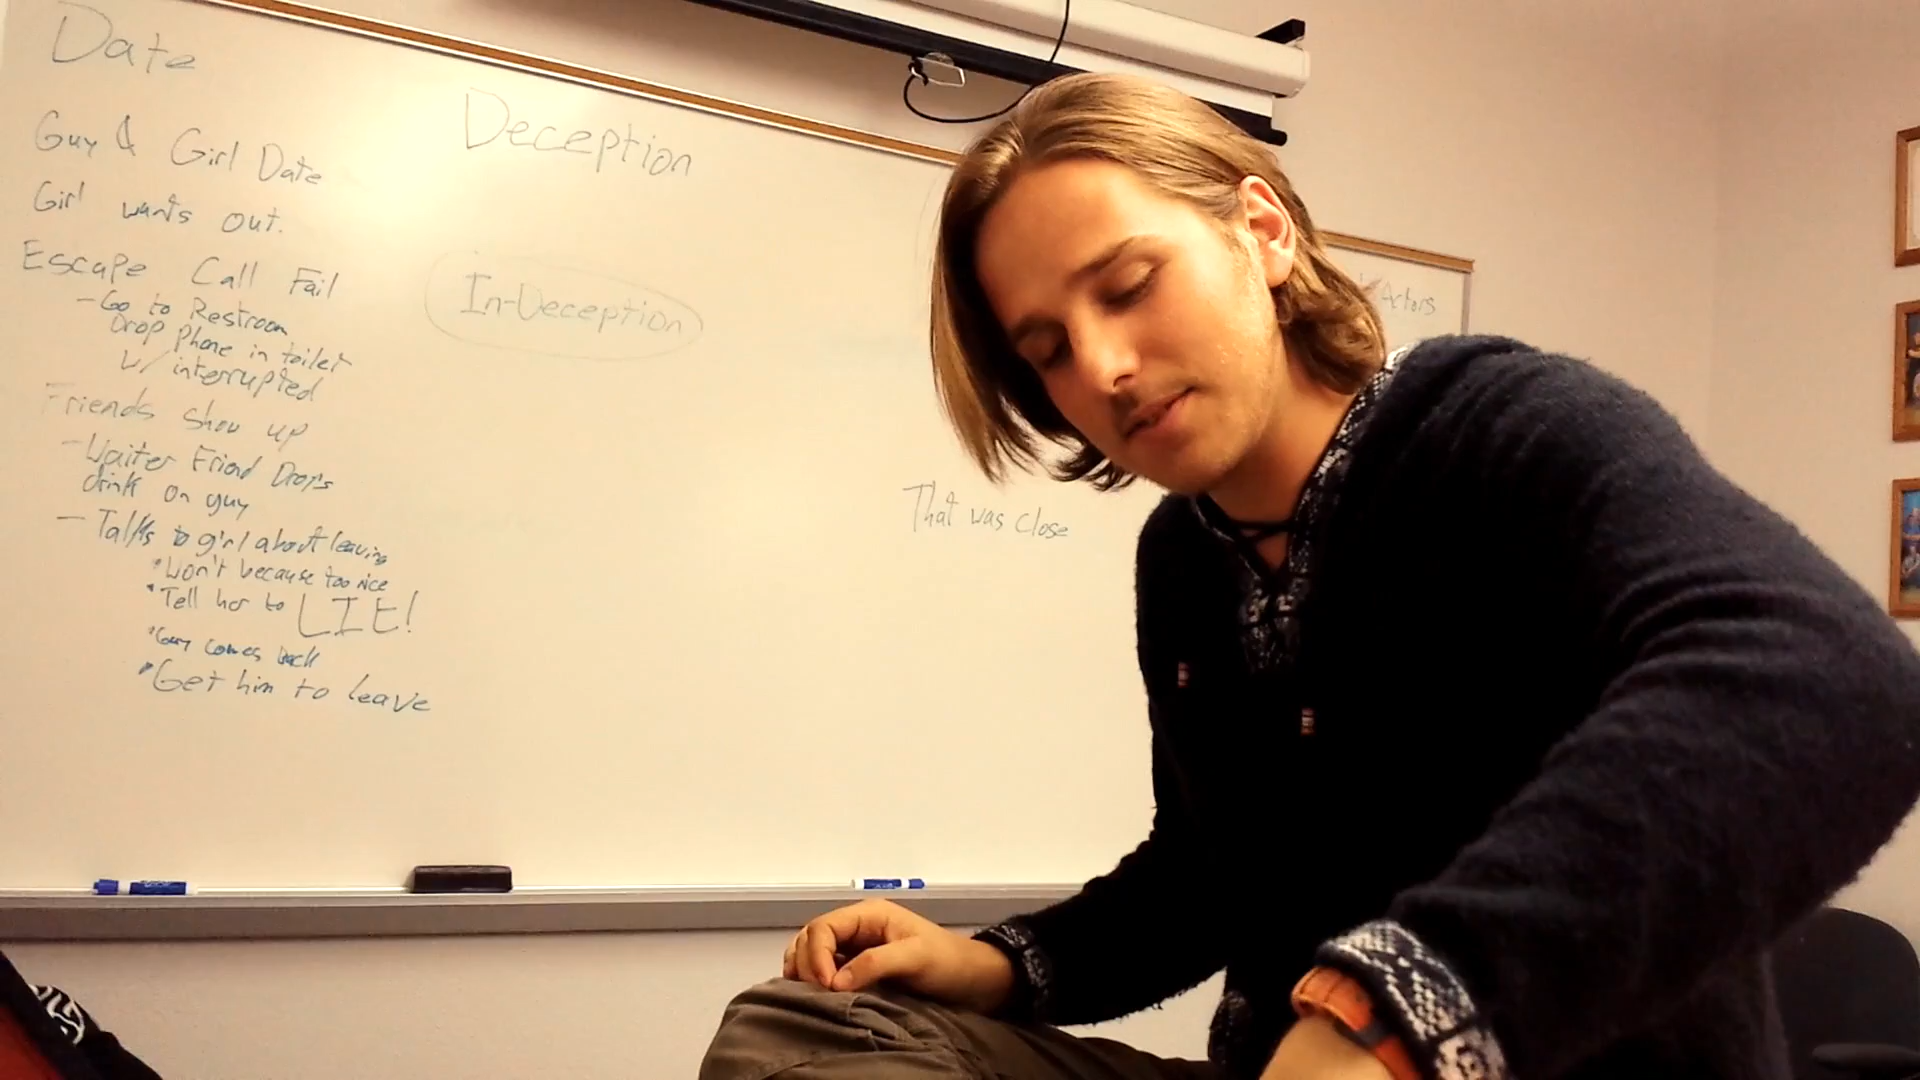 Date
Guy & Girl Date
Girl wants out.
Escape Call Fail
- Go to Restroom
Drop Phone in toilet
w/ interrupted
Friends show up
- Waiter Friend Drops
drink on guy
- Talks to girl about leaving
• Won't because too nice
• Tell her to LIE!
• Guy comes back
• Get him to leave
Deception
In-Deception
That was close
Actors